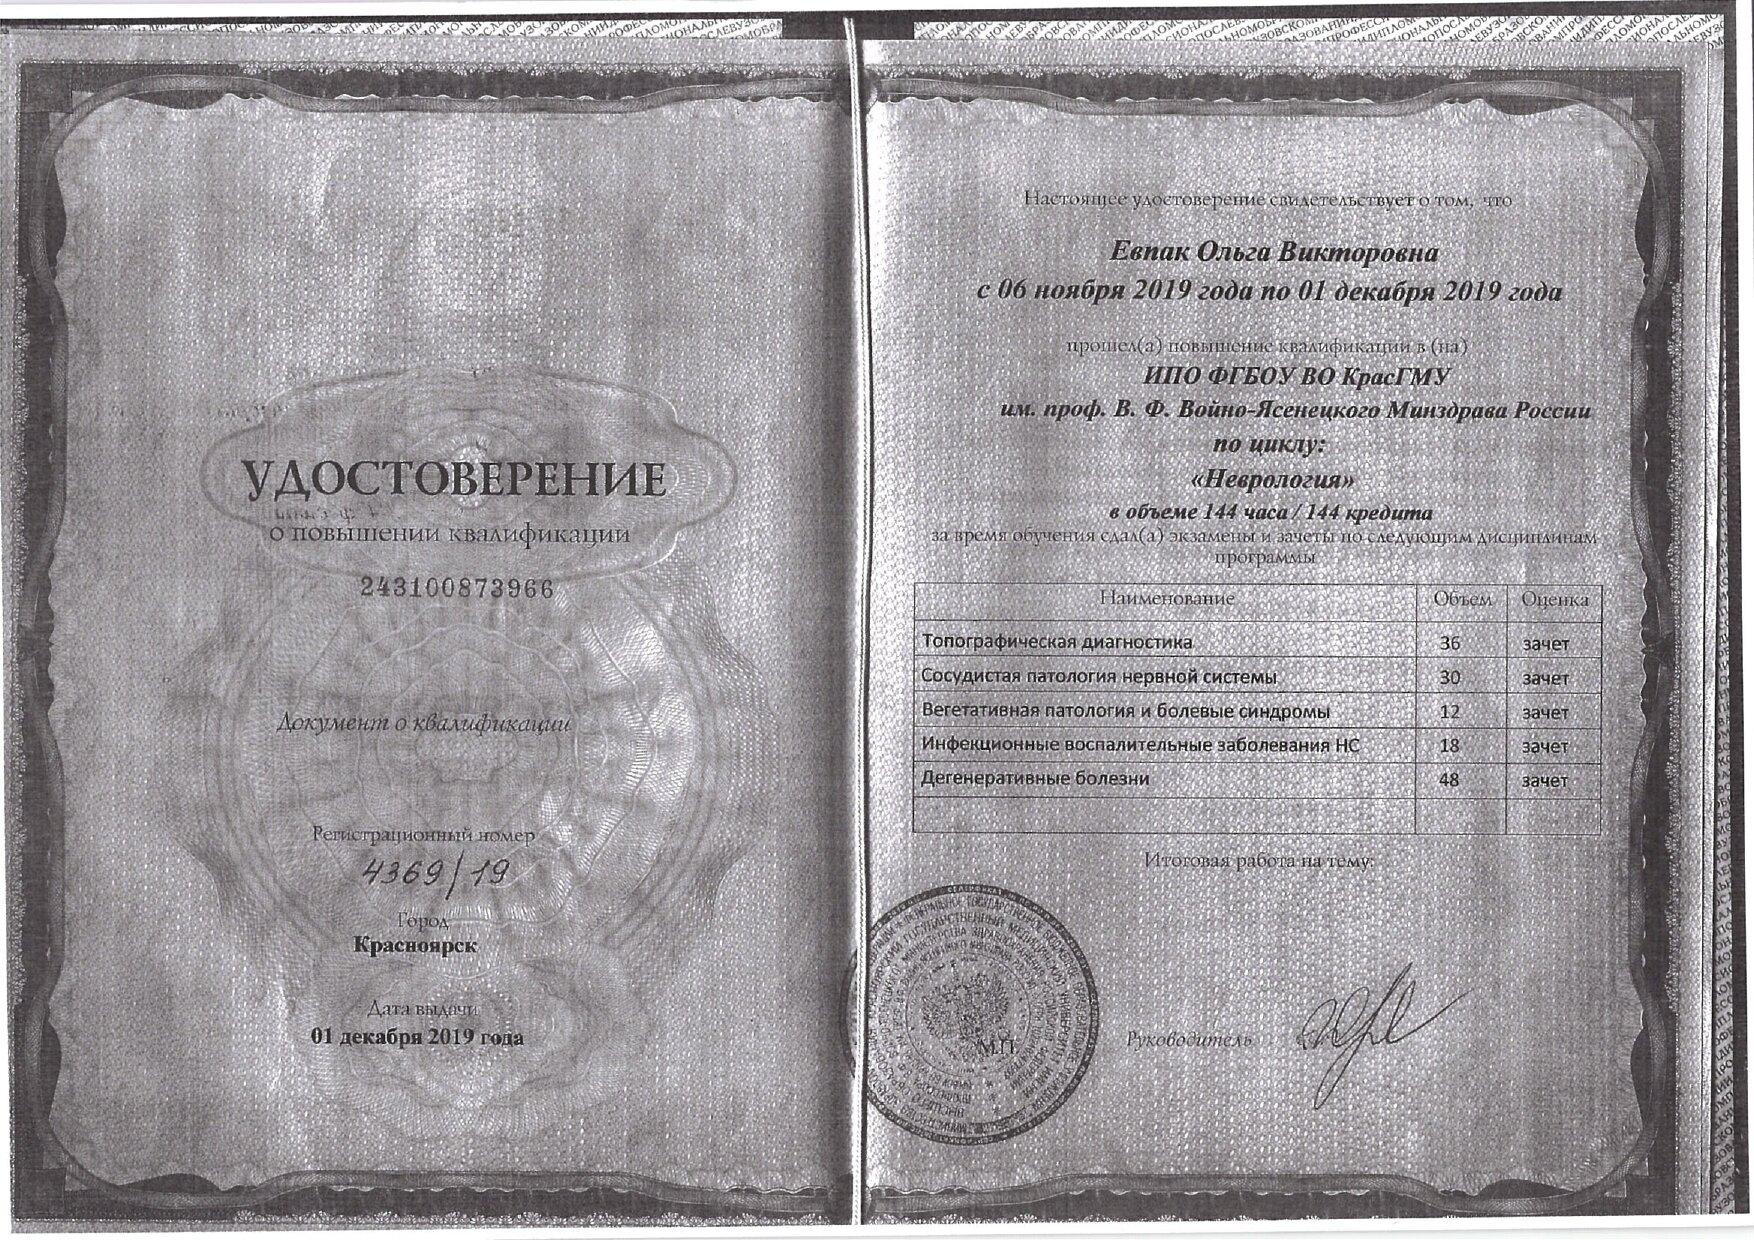 УДОСТОВЕРЕНИЕ
о повышении квалификации
243100873966
Документ о квалификации
Регистрационный номер
4369/19
Город
Красноярск
Дата выдачи
01 декабря 2019 года
Настоящее удостоверение свидетельствует о том, что
Евпак Ольга Викторовна
с 06 ноября 2019 года по 01 декабря 2019 года
прошел(а) повышение квалификации в (на)
ИПО ФГБОУ ВО КрасГМУ
им. проф. В. Ф. Войно-Ясенецкого Минздрава России
по циклу:
«Неврология»
в объеме 144 часа / 144 кредита
за время обучения сдал(а) экзамены и зачеты по следующим дисциплинам
программы
Наименование Объем Оценка
Топографическая диагностика 36 зачет
Сосудистая патология нервной системы 30 зачет
Вегетативная патология и болевые синдромы 12 зачет
Инфекционные воспалительные заболевания НС 18 зачет
Дегенеративные болезни 48 зачет
Итоговая работа на тему:
М.П.
Руководитель